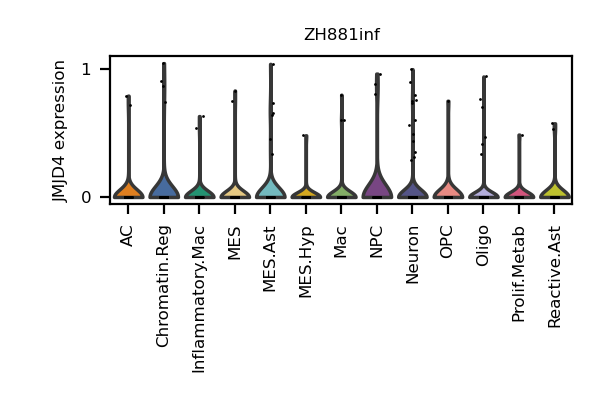 ZH881inf
JMJD4 expression
1
0
AC
Chromatin.Reg
Inflammatory.Mac
MES
MES.Ast
MES.Hyp
Mac
NPC
Neuron
OPC
Oligo
Prolif.Metab
Reactive.Ast